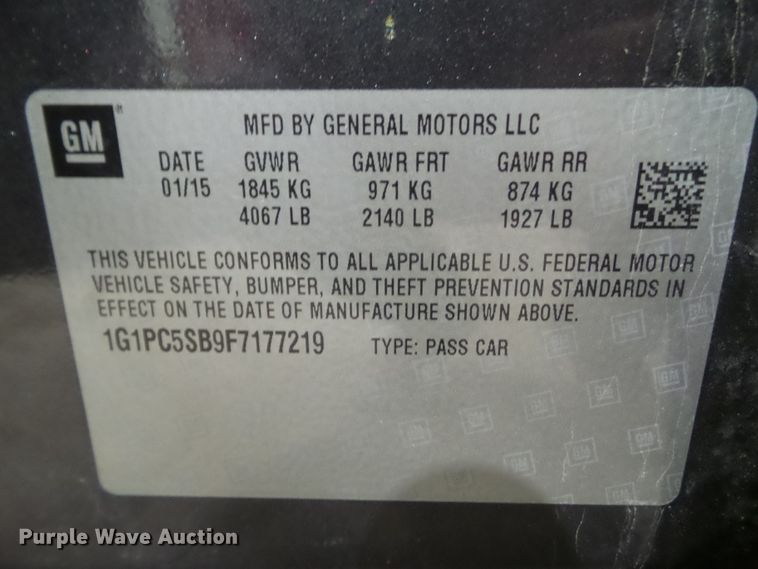 GM
MFD BY GENERAL MOTORS LLC
DATE GVWR GAWR FRT GAWR RR
01/15 1845 KG 971 KG 874 KG
4067 LB 2140 LB 1927 LB
THIS VEHICLE CONFORMS TO ALL APPLICABLE U.S. FEDERAL MOTOR
VEHICLE SAFETY, BUMPER, AND THEFT PREVENTION STANDARDS IN
EFFECT ON THE DATE OF MANUFACTURE SHOWN ABOVE.
1G1PC5SB9F7177219 TYPE: PASS CAR
Purple Wave Auction